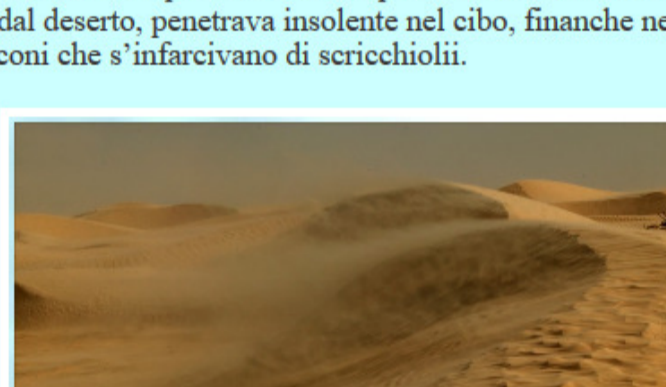 dal deserto, penetrava insolente nel cibo, finanche ne
coni che s’infarcivano di scricchiolii.